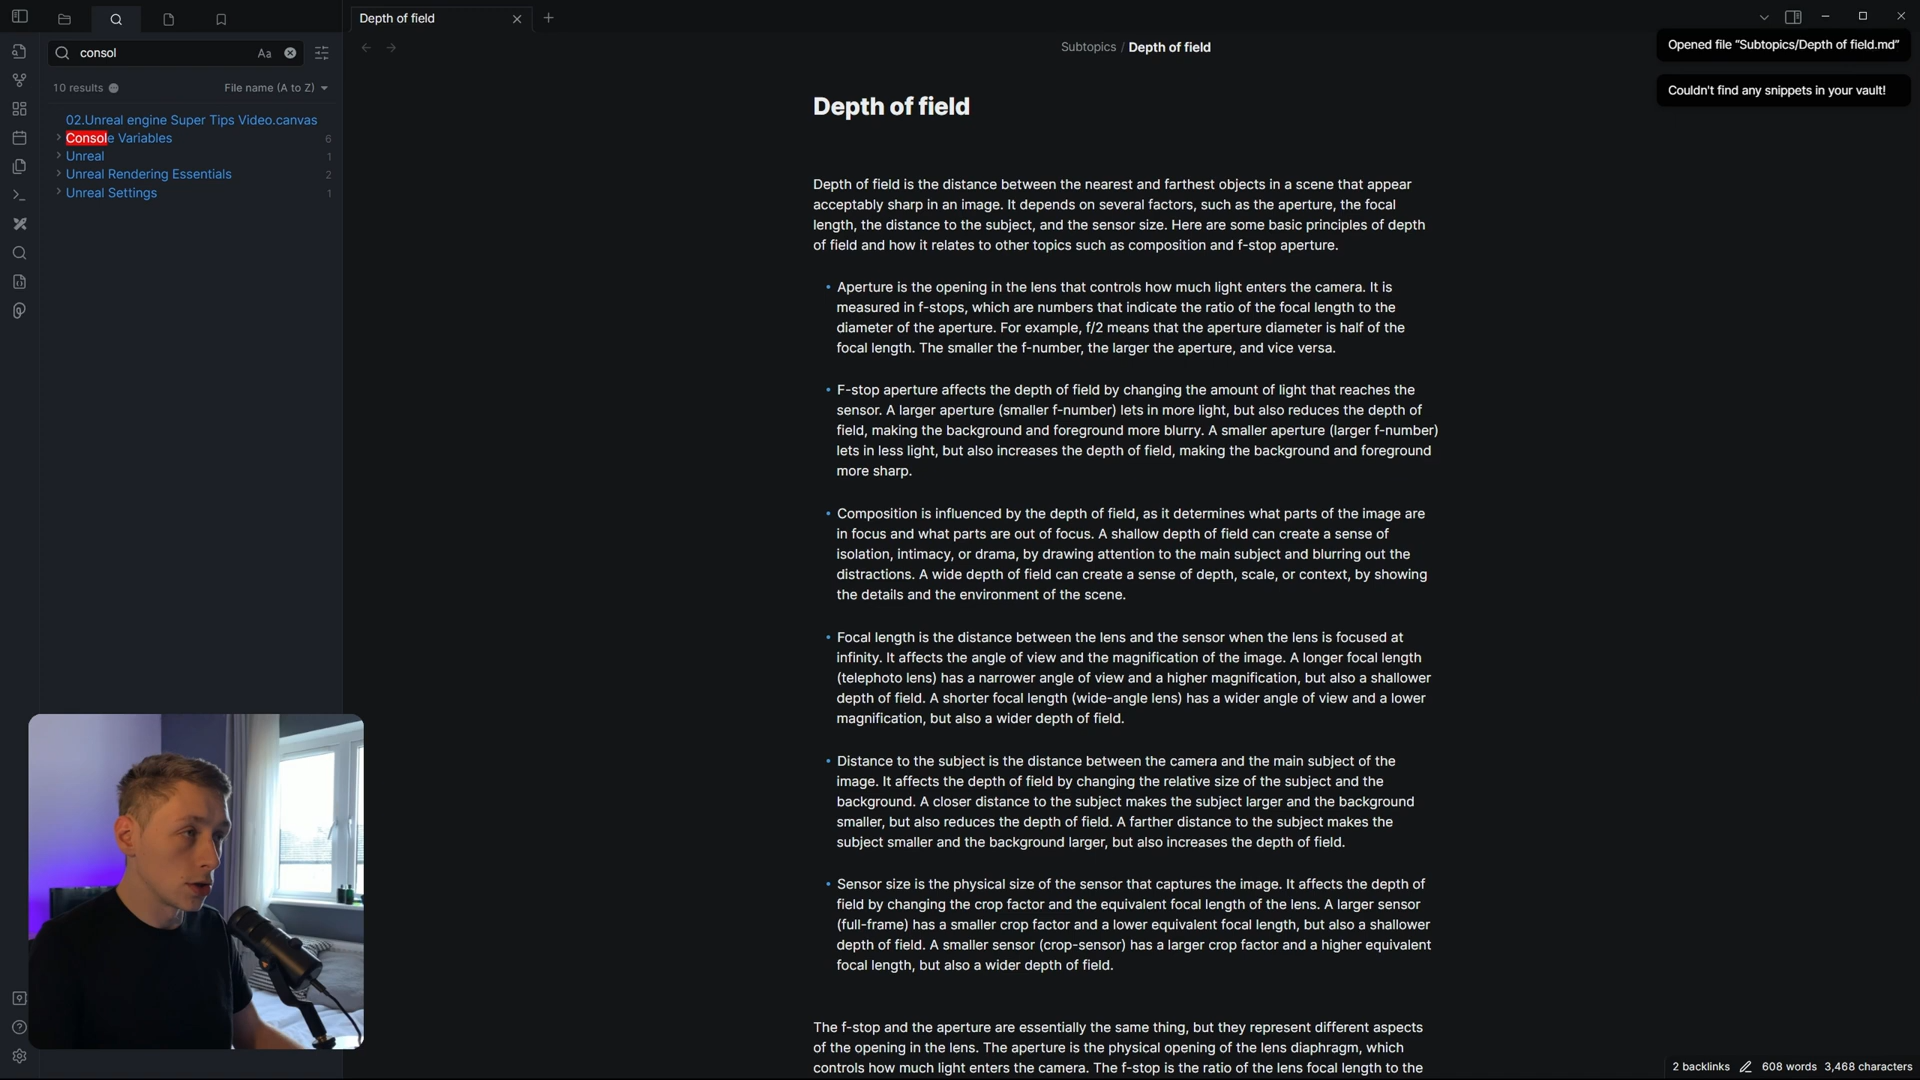 Depth of field
consol
Aa
Subtopics / Depth of field
Opened file "Subtopics/Depth of field.md"
Couldn't find any snippets in your vault!
10 results
File name (A to Z)
02.Unreal engine Super Tips Video.canvas
Console Variables 6
Unreal 1
Unreal Rendering Essentials 2
Unreal Settings 1
Depth of field
Depth of field is the distance between the nearest and farthest objects in a scene that appear
acceptably sharp in an image. It depends on several factors, such as the aperture, the focal
length, the distance to the subject, and the sensor size. Here are some basic principles of depth
of field and how it relates to other topics such as composition and f-stop aperture.
• Aperture is the opening in the lens that controls how much light enters the camera. It is
measured in f-stops, which are numbers that indicate the ratio of the focal length to the
diameter of the aperture. For example, f/2 means that the aperture diameter is half of the
focal length. The smaller the f-number, the larger the aperture, and vice versa.
• F-stop aperture affects the depth of field by changing the amount of light that reaches the
sensor. A larger aperture (smaller f-number) lets in more light, but also reduces the depth of
field, making the background and foreground more blurry. A smaller aperture (larger f-number)
lets in less light, but also increases the depth of field, making the background and foreground
more sharp.
• Composition is influenced by the depth of field, as it determines what parts of the image are
in focus and what parts are out of focus. A shallow depth of field can create a sense of
isolation, intimacy, or drama, by drawing attention to the main subject and blurring out the
distractions. A wide depth of field can create a sense of depth, scale, or context, by showing
the details and the environment of the scene.
• Focal length is the distance between the lens and the sensor when the lens is focused at
infinity. It affects the angle of view and the magnification of the image. A longer focal length
(telephoto lens) has a narrower angle of view and a higher magnification, but also a shallower
depth of field. A shorter focal length (wide-angle lens) has a wider angle of view and a lower
magnification, but also a wider depth of field.
• Distance to the subject is the distance between the camera and the main subject of the
image. It affects the depth of field by changing the relative size of the subject and the
background. A closer distance to the subject makes the subject larger and the background
smaller, but also reduces the depth of field. A farther distance to the subject makes the
subject smaller and the background larger, but also increases the depth of field.
• Sensor size is the physical size of the sensor that captures the image. It affects the depth of
field by changing the crop factor and the equivalent focal length of the lens. A larger sensor
(full-frame) has a smaller crop factor and a lower equivalent focal length, but also a shallower
depth of field. A smaller sensor (crop-sensor) has a larger crop factor and a higher equivalent
focal length, but also a wider depth of field.
The f-stop and the aperture are essentially the same thing, but they represent different aspects
of the opening in the lens. The aperture is the physical opening of the lens diaphragm, which
controls how much light enters the camera. The f-stop is the ratio of the lens focal length to the
2 backlinks 608 words 3,468 characters